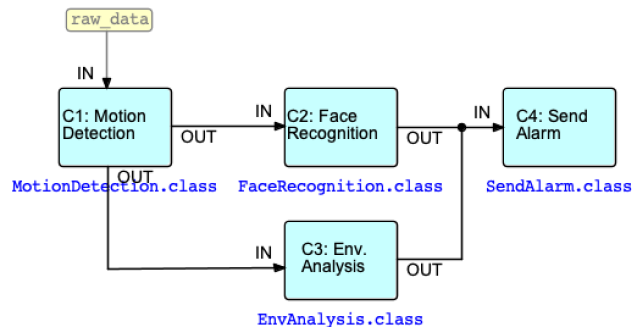 raw_data
IN
C1: Motion
Detection
OUT
OUT
MotionDetection.class
IN
C2: Face
Recognition
OUT
FaceRecognition.class
IN
C4: Send
Alarm
SendAlarm.class
IN
C3: Env.
Analysis
OUT
EnvAnalysis.class